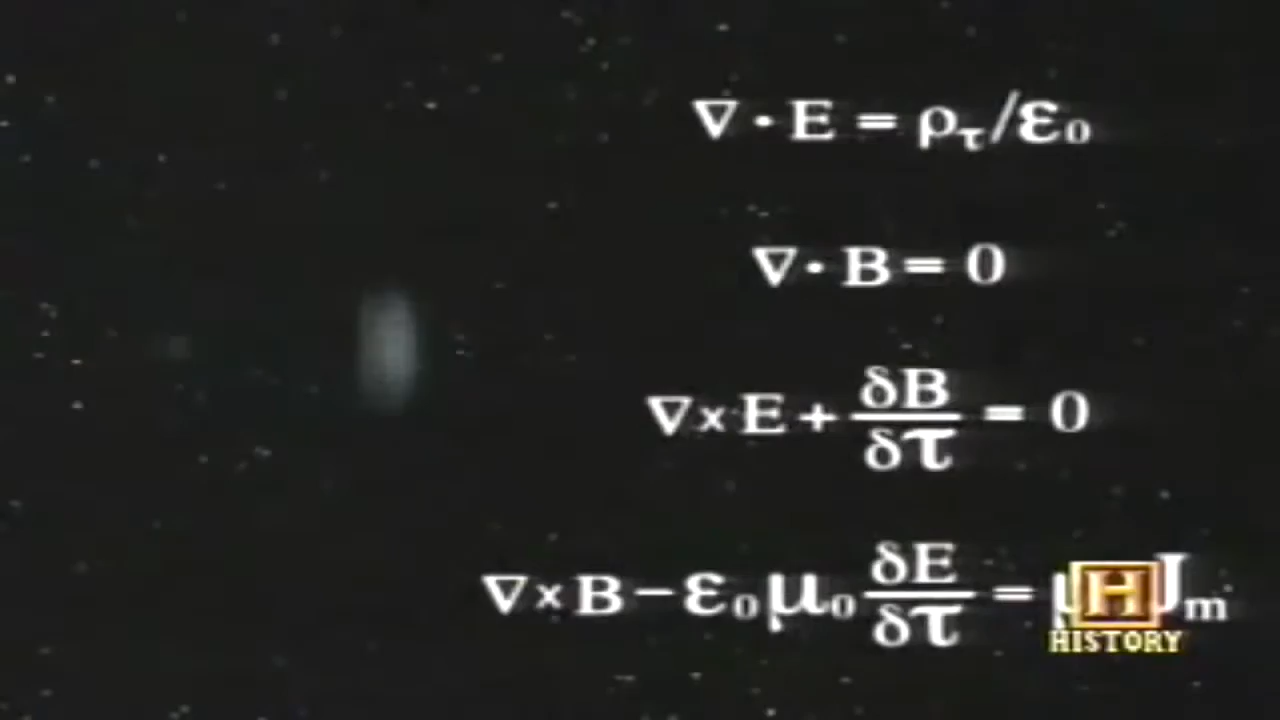 ∇ · E = ρτ/ε₀
∇ · B = 0
∇×E + δB/δτ = 0
∇×B − ε₀μ₀ δE/δτ = μ Jₘ
H
HISTORY